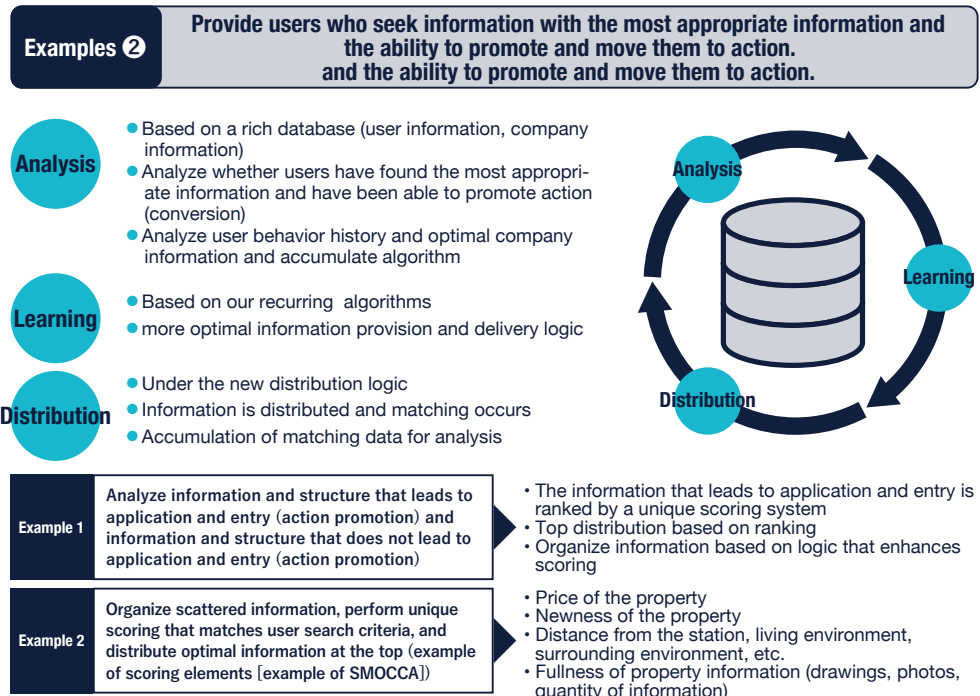 Examples ❷
Provide users who seek information with the most appropriate information and
the ability to promote and move them to action.
and the ability to promote and move them to action.
Analysis
● Based on a rich database (user information, company
information)
● Analyze whether users have found the most appropri-
ate information and have been able to promote action
(conversion)
● Analyze user behavior history and optimal company
information and accumulate algorithm
Learning
● Based on our recurring algorithms
● more optimal information provision and delivery logic
Distribution
● Under the new distribution logic
● Information is distributed and matching occurs
● Accumulation of matching data for analysis
Analysis
Learning
Distribution
Example 1
Analyze information and structure that leads to
application and entry (action promotion) and
information and structure that does not lead to
application and entry (action promotion)
・The information that leads to application and entry is
ranked by a unique scoring system
・Top distribution based on ranking
・Organize information based on logic that enhances
scoring
Example 2
Organize scattered information, perform unique
scoring that matches user search criteria, and
distribute optimal information at the top (example
of scoring elements [example of SMOCCA])
・Price of the property
・Newness of the property
・Distance from the station, living environment,
surrounding environment, etc.
・Fullness of property information (drawings, photos,
quantity of information)